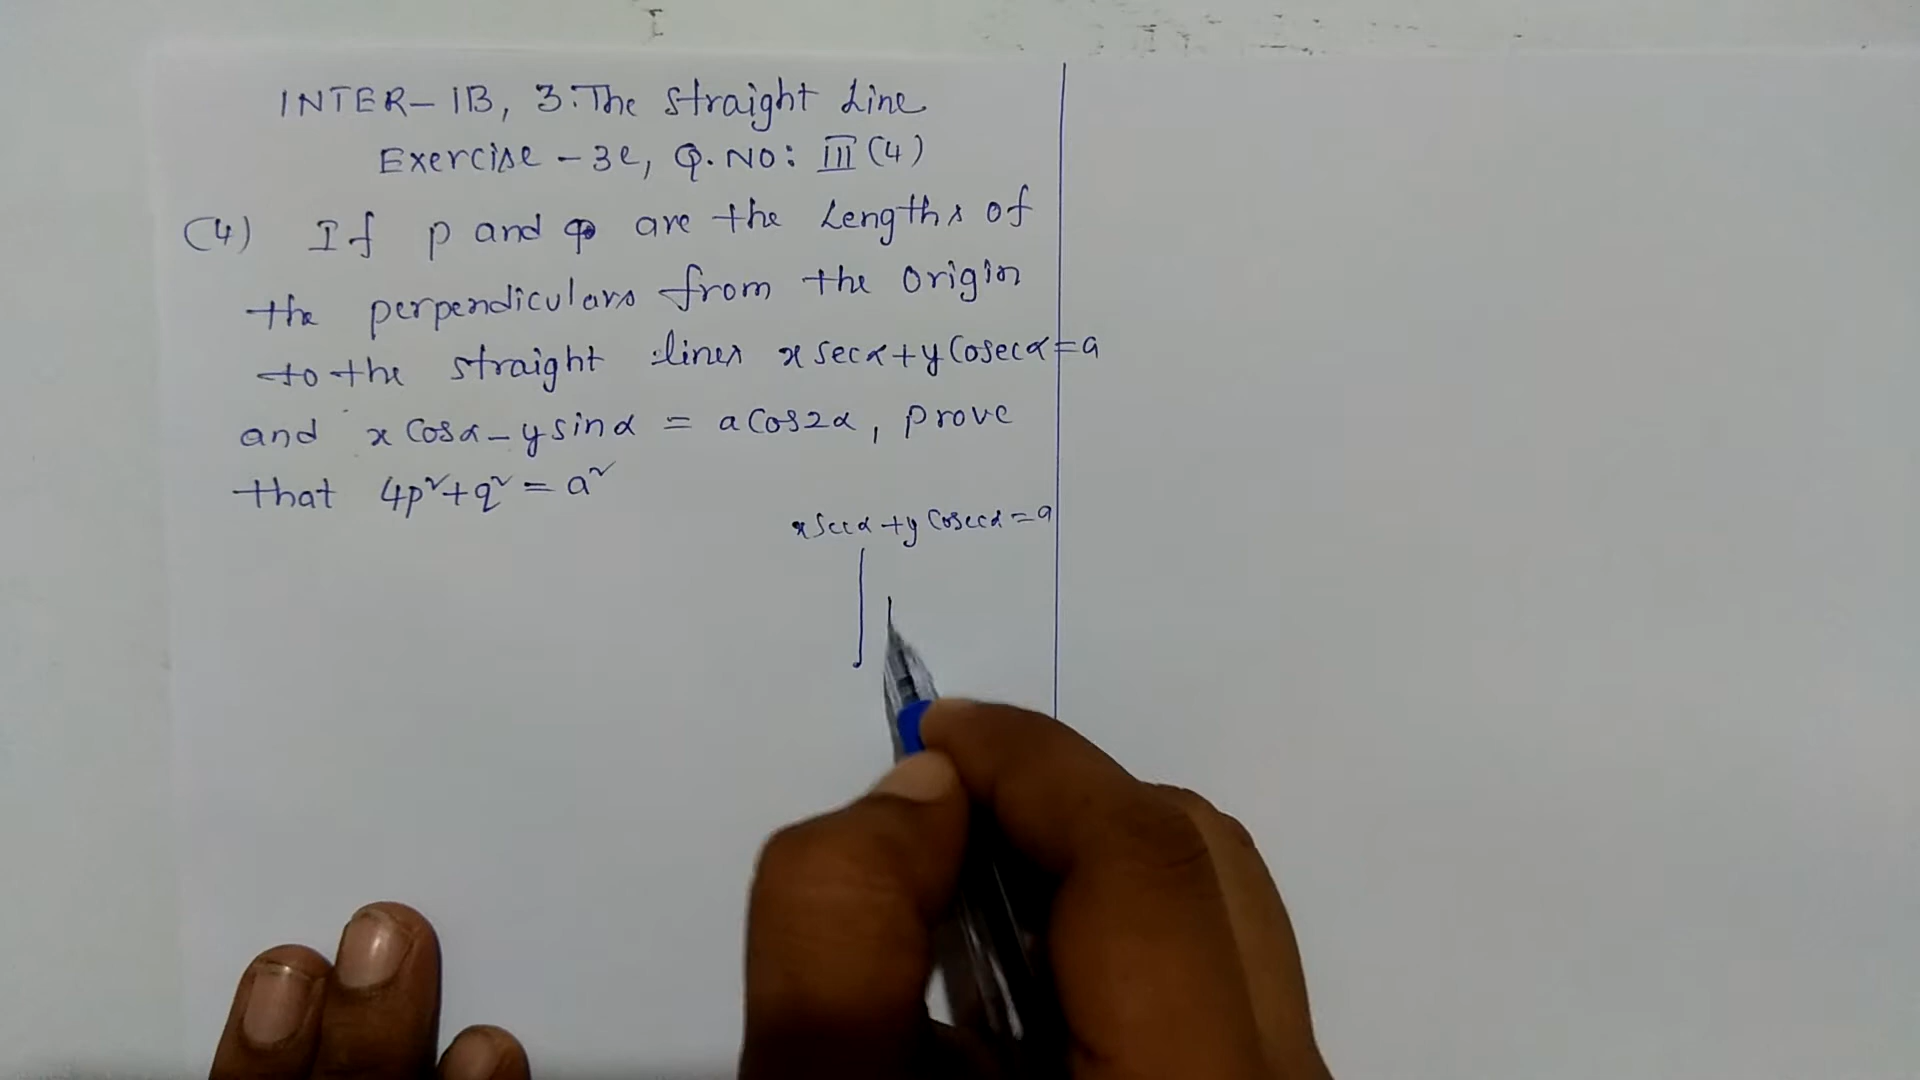 INTER-IB, 3:The straight Line
Exercise - 3e, Q.NO: III (4)
(4) If p and q are the Lengths of
the perpendiculars from the origin
to the straight lines x secα+y Cosecα=a
and x Cosα-y sinα = a Cos2α, prove
that 4p²+q² = a²
x Secα +y Cosecα = a